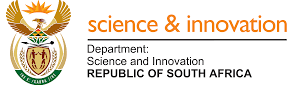 science & innovation
Department:
Science and Innovation
REPUBLIC OF SOUTH AFRICA